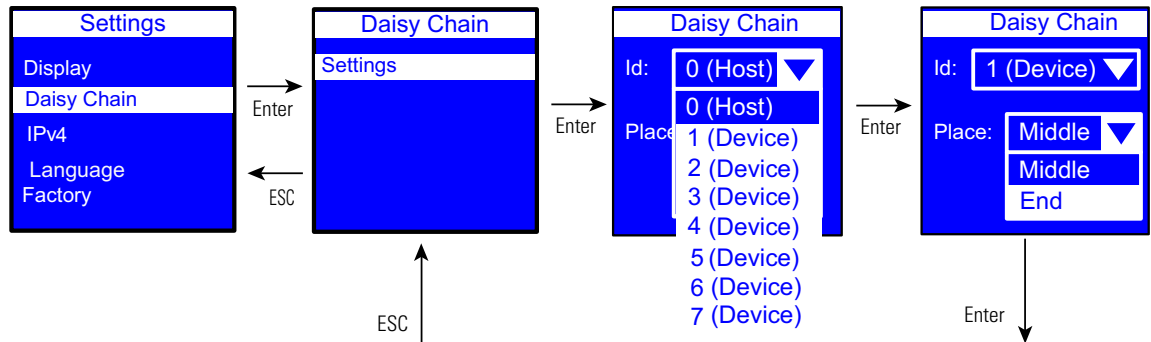 Settings
Display
Daisy Chain
IPv4
Language
Factory
Enter
ESC
Daisy Chain
Settings
Enter
ESC
Daisy Chain
Id: 0 (Host)
0 (Host)
Place
1 (Device)
2 (Device)
3 (Device)
4 (Device)
5 (Device)
6 (Device)
7 (Device)
Enter
Daisy Chain
Id: 1 (Device)
Place: Middle
Middle
End
Enter